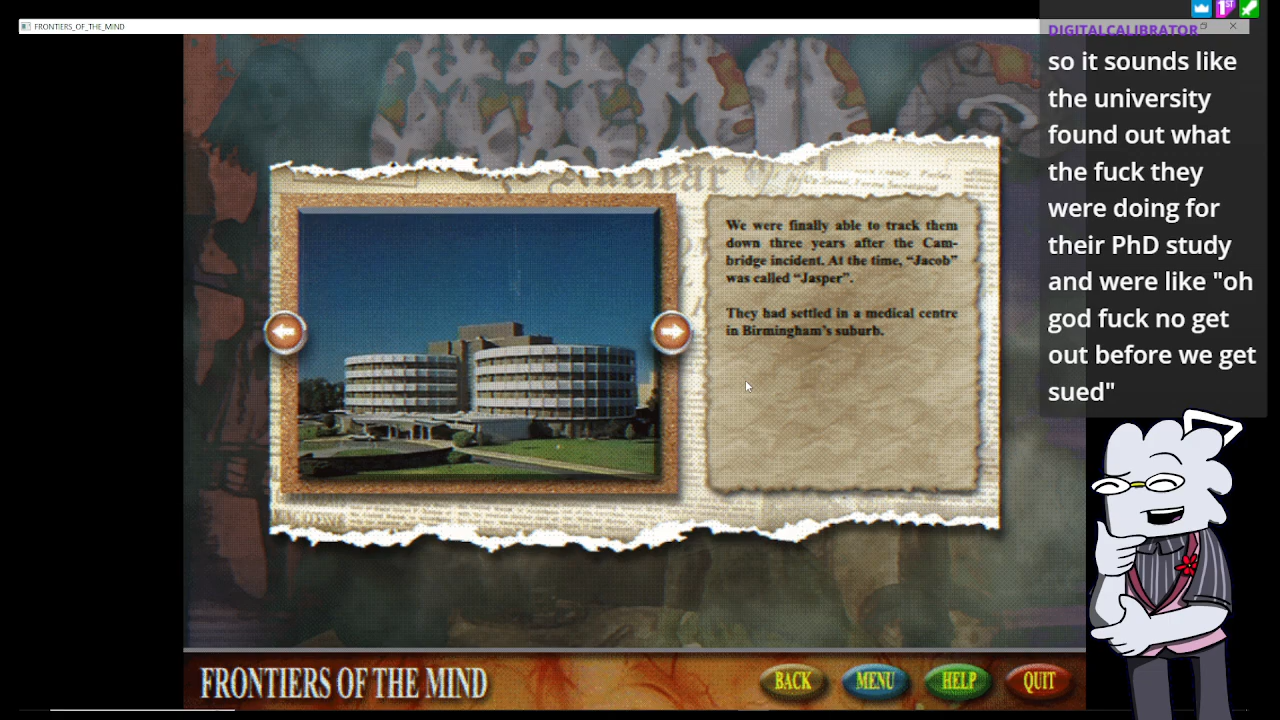 FRONTIERS_OF_THE_MIND
1ST
DIGITALCALIBRATOR
so it sounds like
the university
found out what
the fuck they
were doing for
their PhD study
and were like "oh
god fuck no get
out before we get
sued"
Nuclear
We were finally able to track them
down three years after the Cam-
bridge incident. At the time, “Jacob”
was called “Jasper”.
They had settled in a medical centre
in Birmingham’s suburb.
FRONTIERS OF THE MIND
BACK
MENU
HELP
QUIT